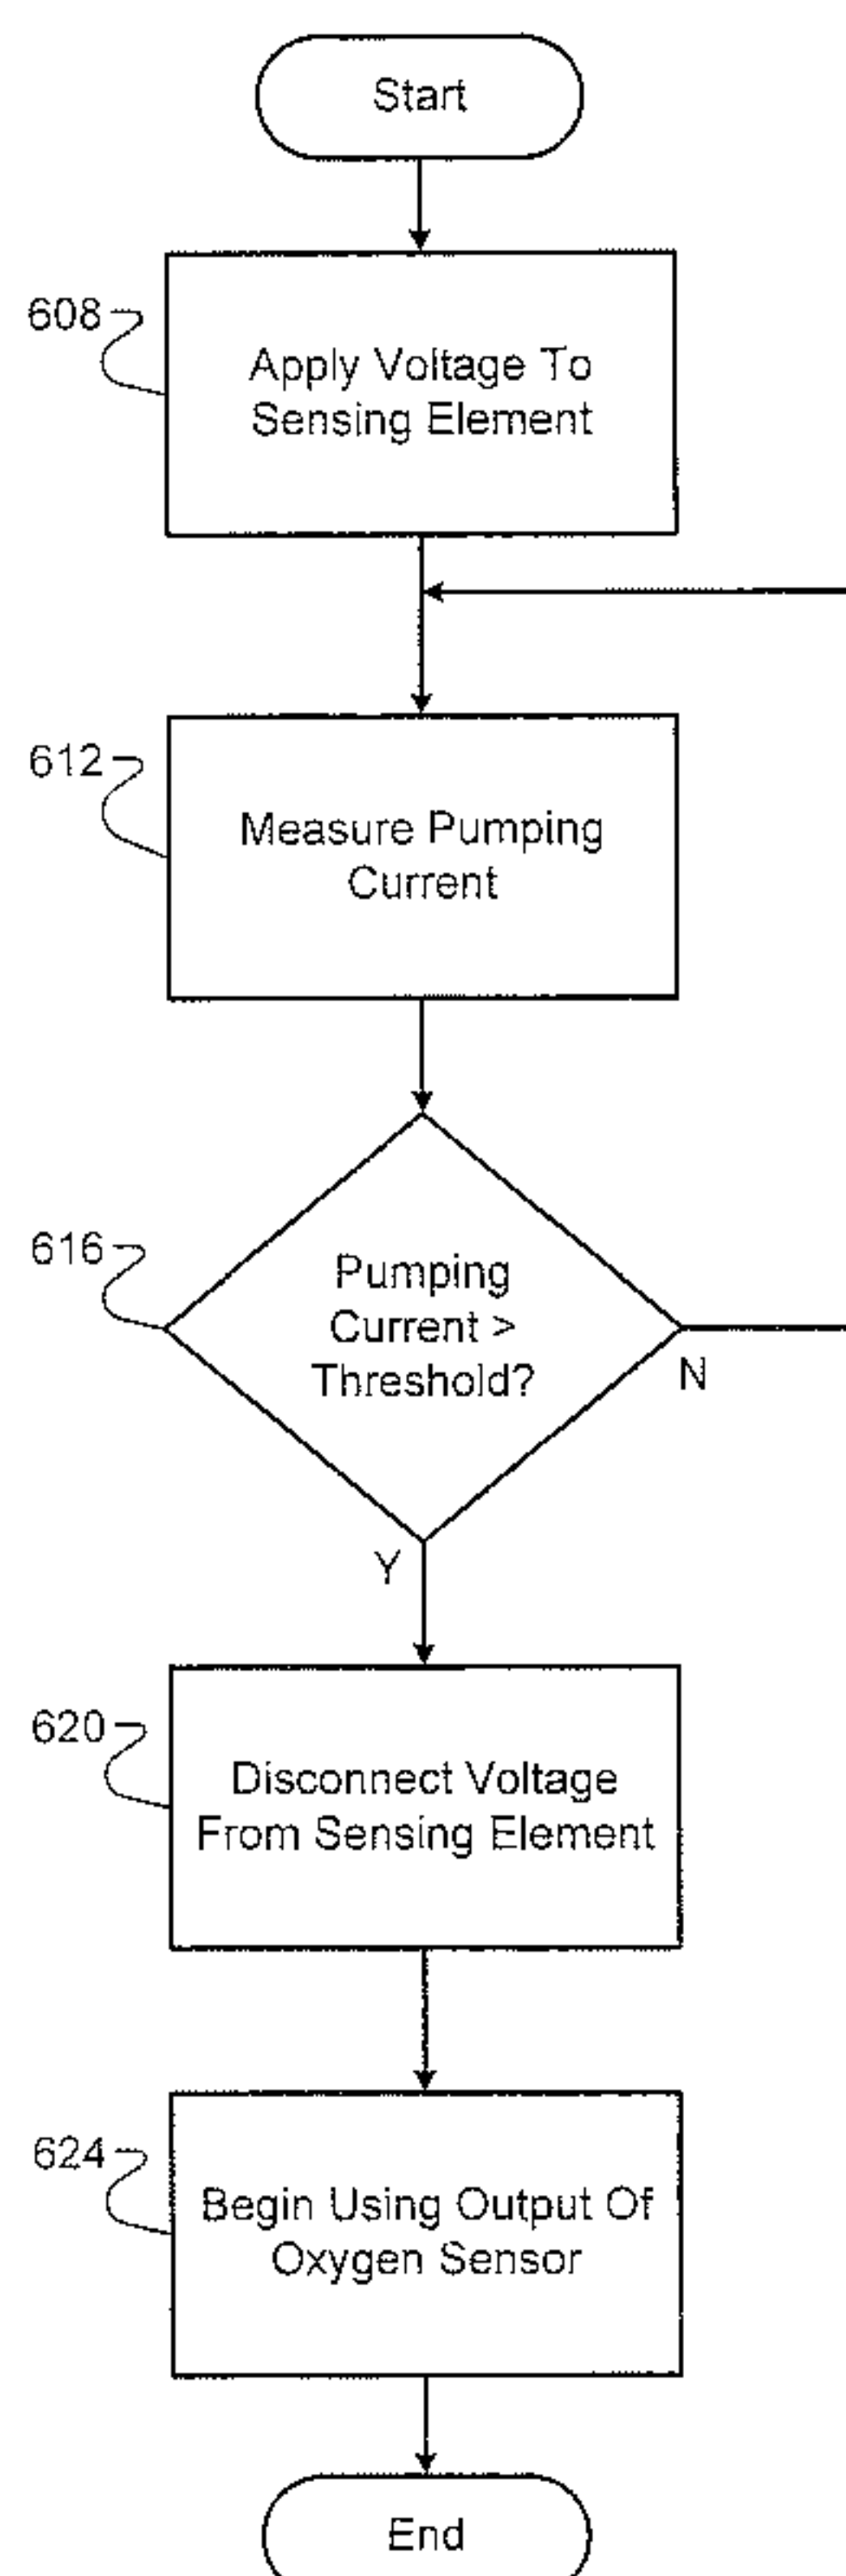 Start
608
Apply Voltage To
Sensing Element
612
Measure Pumping
Current
616
Pumping
Current >
Threshold?
N
Y
620
Disconnect Voltage
From Sensing Element
624
Begin Using Output Of
Oxygen Sensor
End